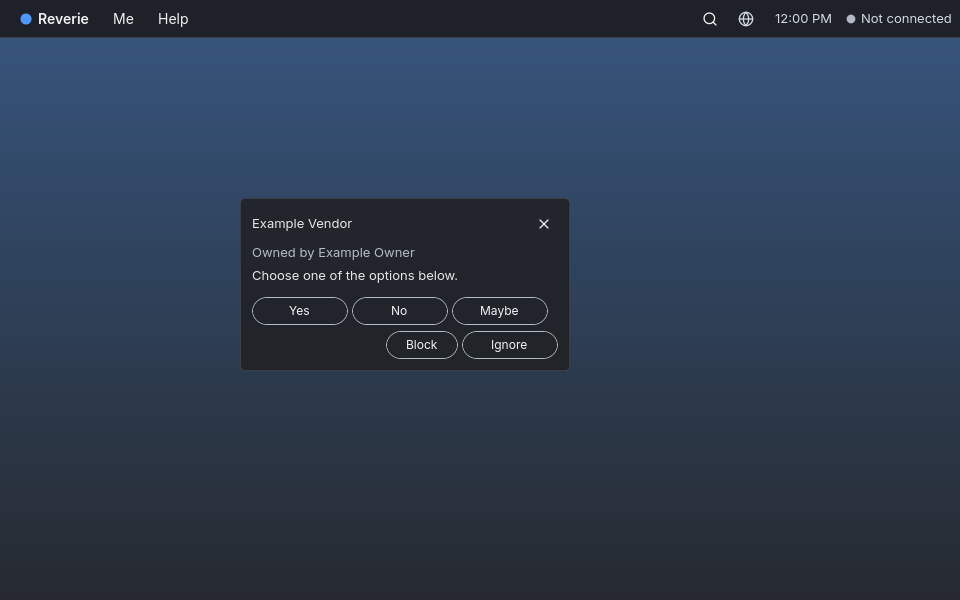 Reverie Me Help 12:00 PM Not connected
Example Vendor
Owned by Example Owner
Choose one of the options below.
Yes No Maybe
Block Ignore